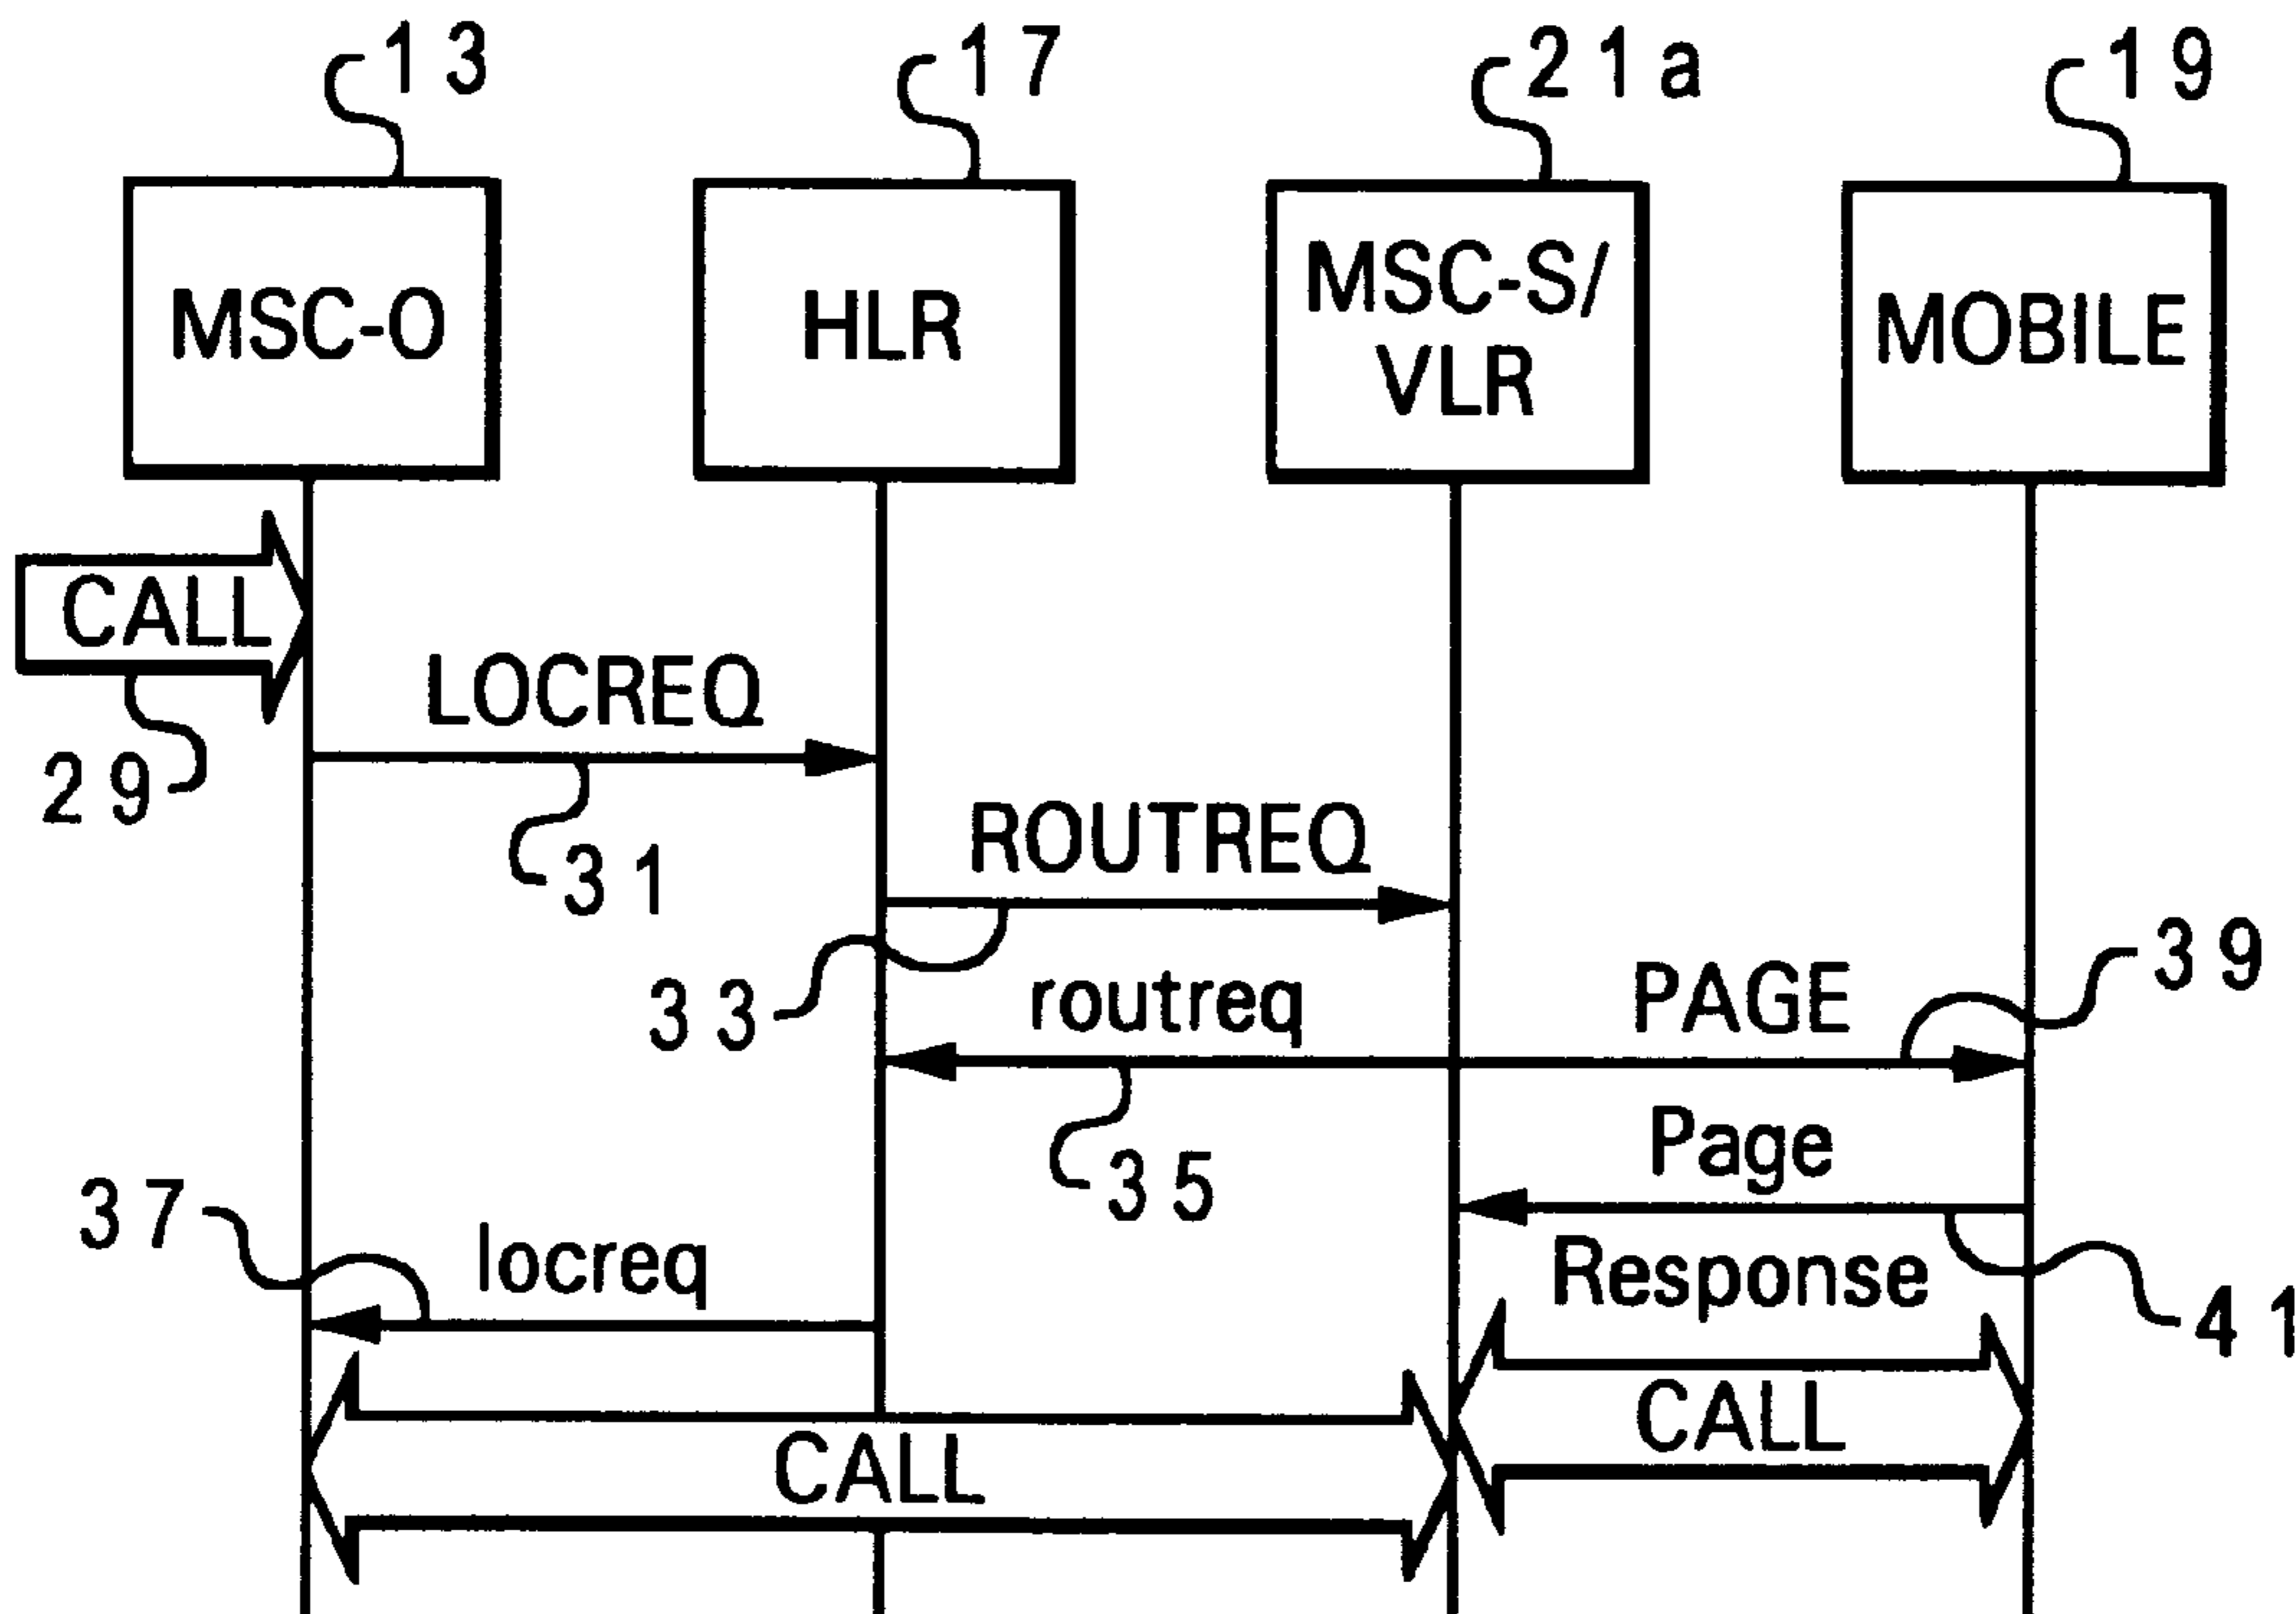 13
17
21a
19
MSC-O
HLR
MSC-S/
VLR
MOBILE
CALL
29
LOCREQ
31
ROUTREQ
33
routreq
35
PAGE
39
Page
Response
41
37
locreq
CALL
CALL